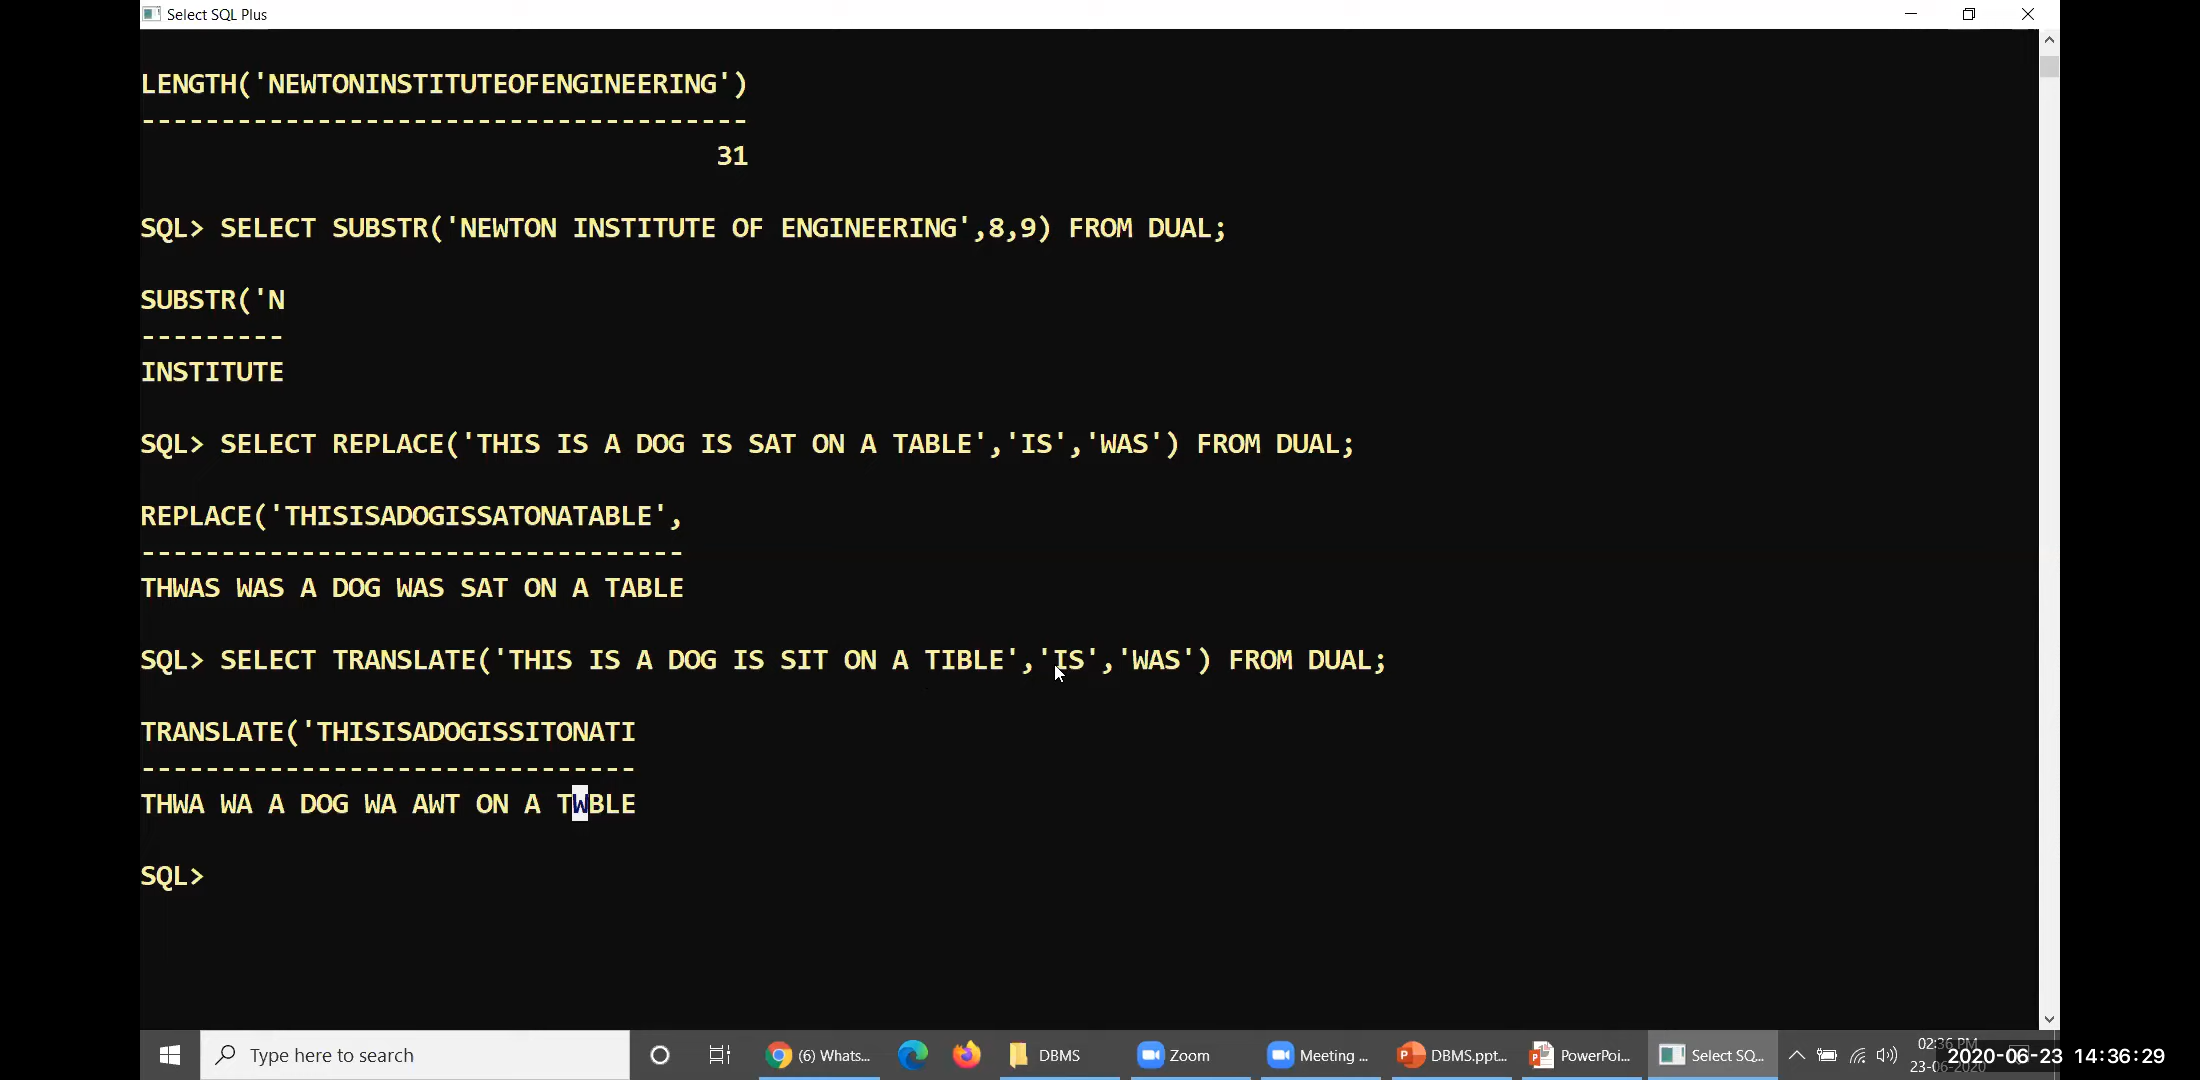 Select SQL Plus
LENGTH('NEWTONINSTITUTEOFENGINEERING')
--------------------------------------
31
SQL> SELECT SUBSTR('NEWTON INSTITUTE OF ENGINEERING',8,9) FROM DUAL;
SUBSTR('N
---------
INSTITUTE
SQL> SELECT REPLACE('THIS IS A DOG IS SAT ON A TABLE','IS','WAS') FROM DUAL;
REPLACE('THISISADOGISSATONATABLE',
----------------------------------
THWAS WAS A DOG WAS SAT ON A TABLE
SQL> SELECT TRANSLATE('THIS IS A DOG IS SIT ON A TIBLE','IS','WAS') FROM DUAL;
TRANSLATE('THISISADOGISSITONATI
-------------------------------
THWA WA A DOG WA AWT ON A TWBLE
SQL>
Type here to search
(6) Whats...
DBMS
Zoom
Meeting ...
DBMS.ppt...
PowerPoi...
Select SQ...
02:36 PM
23-06-2020
2020-06-23 14:36:29